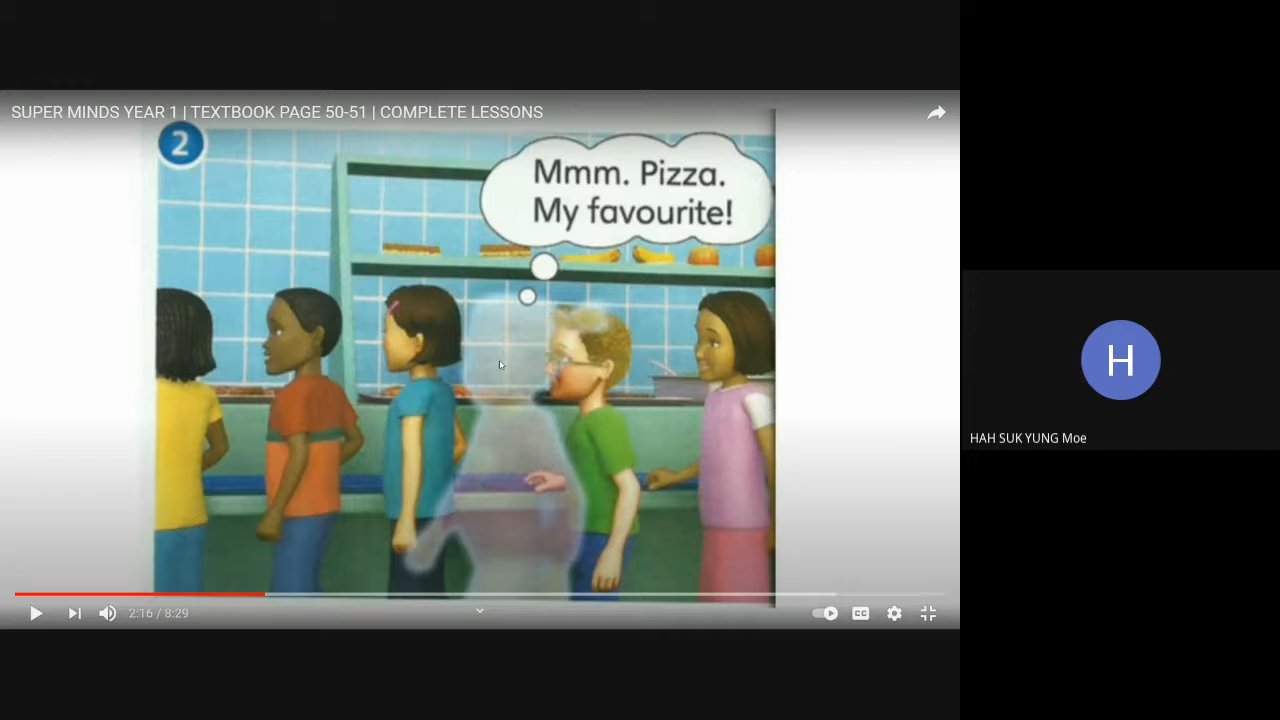 SUPER MINDS YEAR 1 | TEXTBOOK PAGE 50-51 | COMPLETE LESSONS
2
Mmm. Pizza.
My favourite!
H
HAH SUK YUNG Moe
2:16 / 8:29
CC